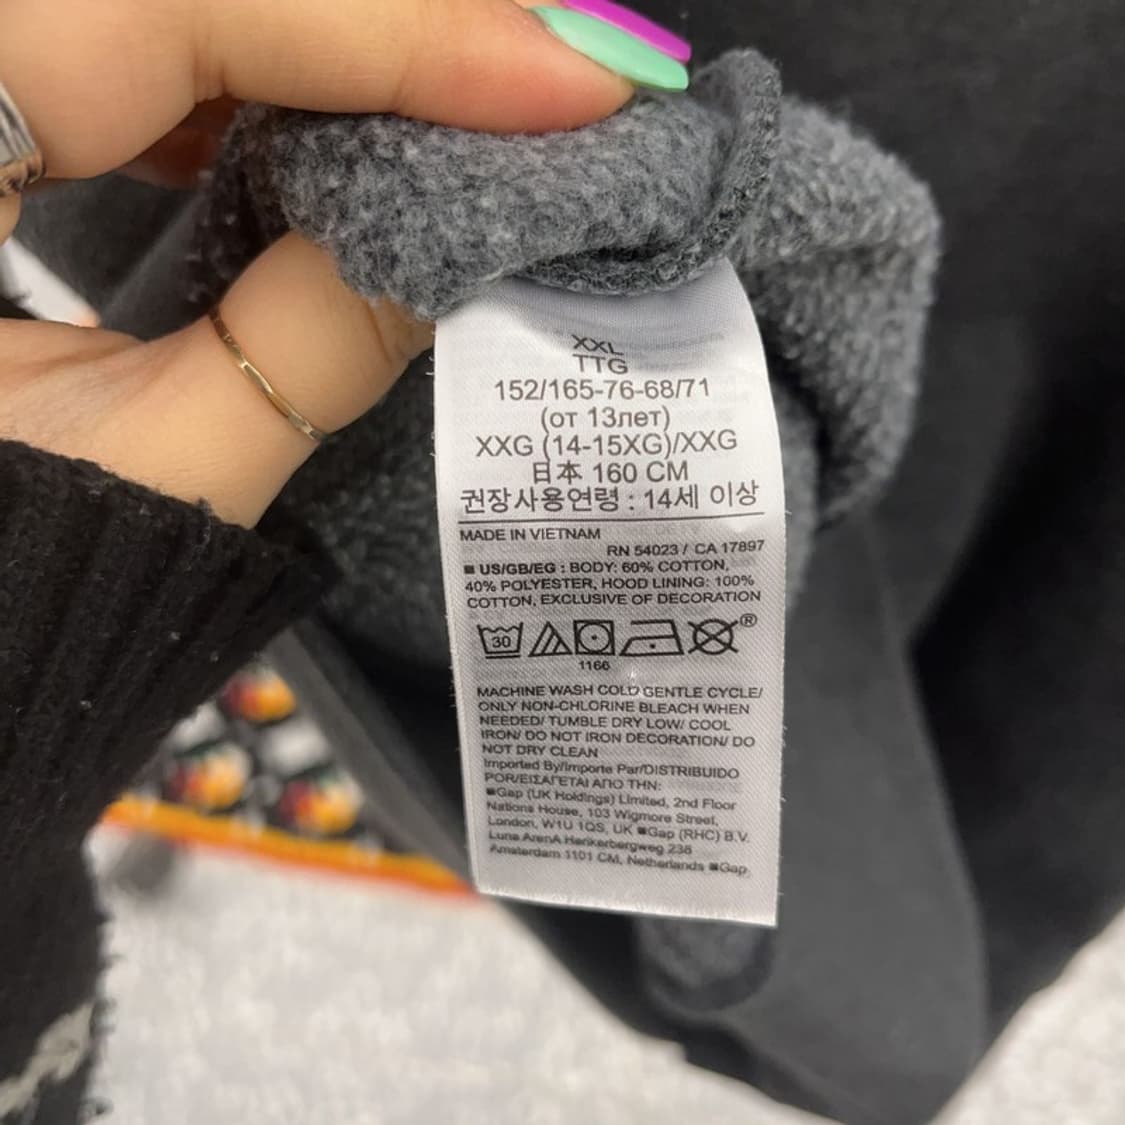 XXL
TTG
152/165-76-68/71
(от 13лет)
XXG (14-15XG)/XXG
日本 160 CM
권장사용연령 : 14세 이상
MADE IN VIETNAM
RN 54023 / CA 17897
■ US/GB/EG : BODY: 60% COTTON,
40% POLYESTER, HOOD LINING: 100%
COTTON, EXCLUSIVE OF DECORATION
30
®
1166
MACHINE WASH COLD GENTLE CYCLE/
ONLY NON-CHLORINE BLEACH WHEN
NEEDED/ TUMBLE DRY LOW/ COOL
IRON/ DO NOT IRON DECORATION/ DO
NOT DRY CLEAN
Imported By/Importe Par/DISTRIBUIDO
POR/ΕΙΣΑΓΕΤΑΙ ΑΠΟ ΤΗΝ:
■Gap (UK Holdings) Limited, 2nd Floor
Nations House, 103 Wigmore Street,
London, W1U 1QS, UK ■Gap (RHC) B.V.
Luna ArenA Herikerbergweg 238
Amsterdam 1101 CM, Netherlands ■Gap